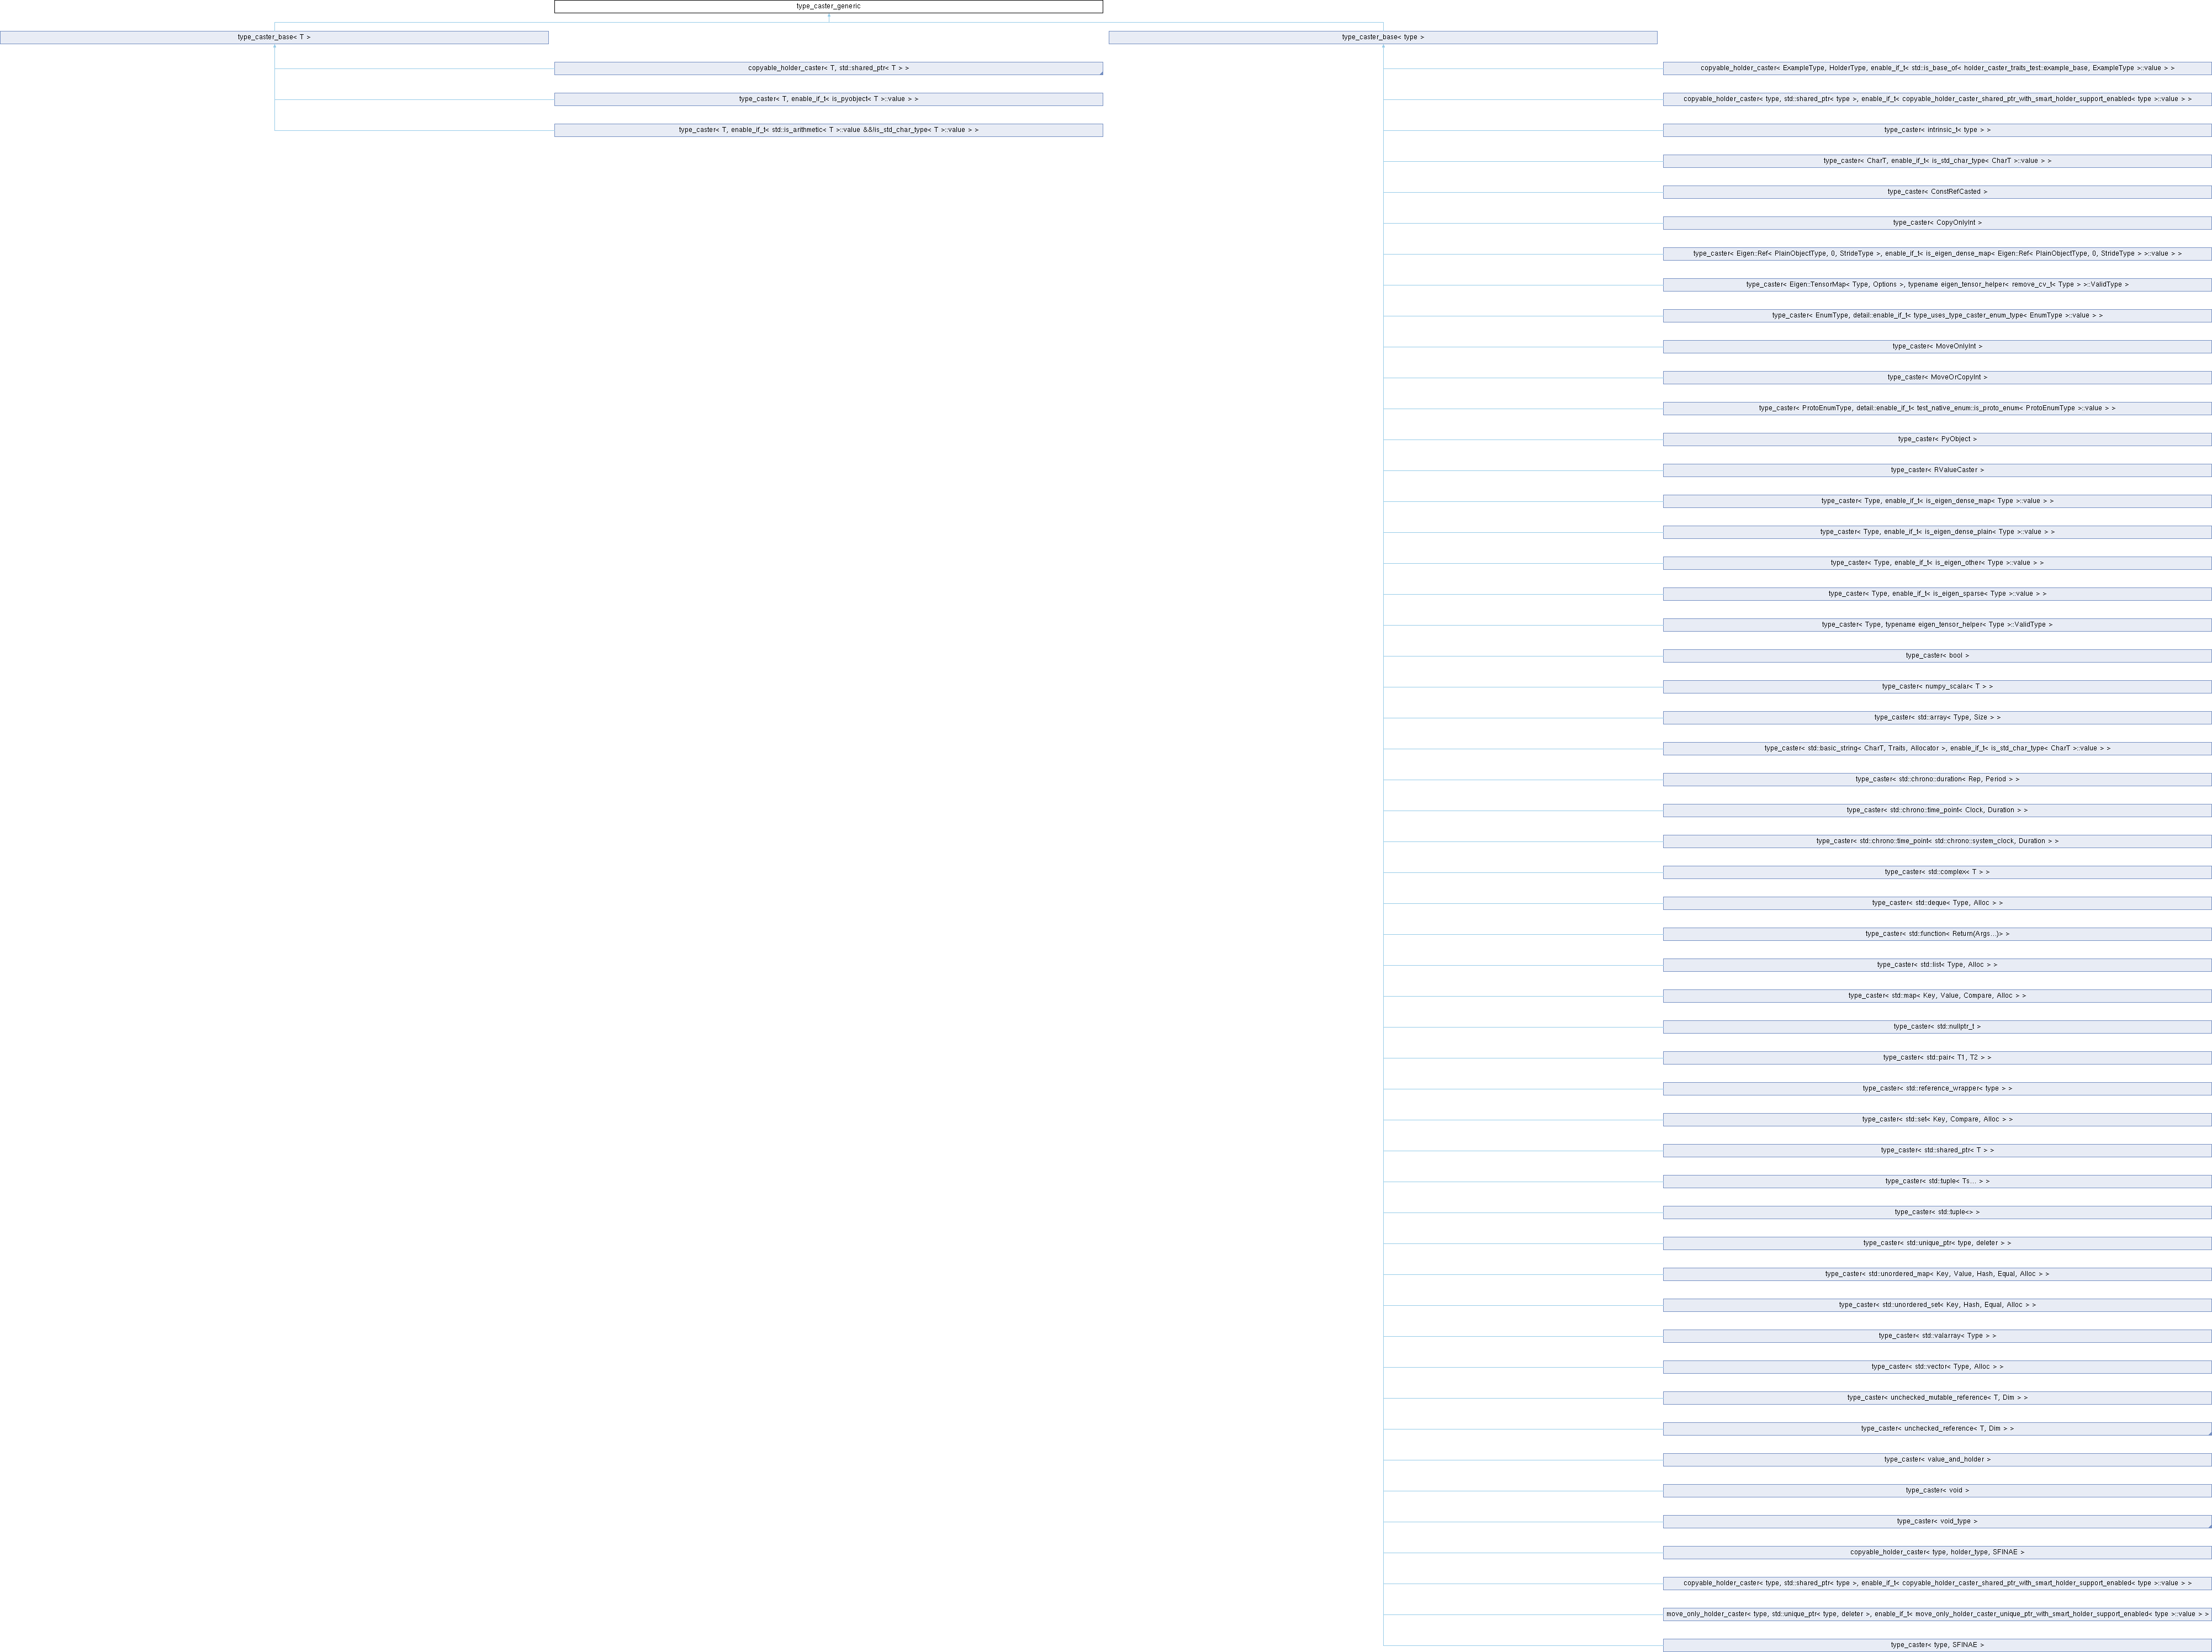 type_caster_generic
type_caster_base< T >
type_caster_base< type >
copyable_holder_caster< T, std::shared_ptr< T > >
type_caster< T, enable_if_t< is_pyobject< T >::value > >
type_caster< T, enable_if_t< std::is_arithmetic< T >::value &&!is_std_char_type< T >::value > >
copyable_holder_caster< ExampleType, HolderType, enable_if_t< std::is_base_of< holder_caster_traits_test::example_base, ExampleType >::value > >
copyable_holder_caster< type, std::shared_ptr< type >, enable_if_t< copyable_holder_caster_shared_ptr_with_smart_holder_support_enabled< type >::value > >
type_caster< intrinsic_t< type > >
type_caster< CharT, enable_if_t< is_std_char_type< CharT >::value > >
type_caster< ConstRefCasted >
type_caster< CopyOnlyInt >
type_caster< Eigen::Ref< PlainObjectType, 0, StrideType >, enable_if_t< is_eigen_dense_map< Eigen::Ref< PlainObjectType, 0, StrideType > >::value > >
type_caster< Eigen::TensorMap< Type, Options >, typename eigen_tensor_helper< remove_cv_t< Type > >::ValidType >
type_caster< EnumType, detail::enable_if_t< type_uses_type_caster_enum_type< EnumType >::value > >
type_caster< MoveOnlyInt >
type_caster< MoveOrCopyInt >
type_caster< ProtoEnumType, detail::enable_if_t< test_native_enum::is_proto_enum< ProtoEnumType >::value > >
type_caster< PyObject >
type_caster< RValueCaster >
type_caster< Type, enable_if_t< is_eigen_dense_map< Type >::value > >
type_caster< Type, enable_if_t< is_eigen_dense_plain< Type >::value > >
type_caster< Type, enable_if_t< is_eigen_other< Type >::value > >
type_caster< Type, enable_if_t< is_eigen_sparse< Type >::value > >
type_caster< Type, typename eigen_tensor_helper< Type >::ValidType >
type_caster< bool >
type_caster< numpy_scalar< T > >
type_caster< std::array< Type, Size > >
type_caster< std::basic_string< CharT, Traits, Allocator >, enable_if_t< is_std_char_type< CharT >::value > >
type_caster< std::chrono::duration< Rep, Period > >
type_caster< std::chrono::time_point< Clock, Duration > >
type_caster< std::chrono::time_point< std::chrono::system_clock, Duration > >
type_caster< std::complex< T > >
type_caster< std::deque< Type, Alloc > >
type_caster< std::function< Return(Args...)> >
type_caster< std::list< Type, Alloc > >
type_caster< std::map< Key, Value, Compare, Alloc > >
type_caster< std::nullptr_t >
type_caster< std::pair< T1, T2 > >
type_caster< std::reference_wrapper< type > >
type_caster< std::set< Key, Compare, Alloc > >
type_caster< std::shared_ptr< T > >
type_caster< std::tuple< Ts... > >
type_caster< std::tuple<> >
type_caster< std::unique_ptr< type, deleter > >
type_caster< std::unordered_map< Key, Value, Hash, Equal, Alloc > >
type_caster< std::unordered_set< Key, Hash, Equal, Alloc > >
type_caster< std::valarray< Type > >
type_caster< std::vector< Type, Alloc > >
type_caster< unchecked_mutable_reference< T, Dim > >
type_caster< unchecked_reference< T, Dim > >
type_caster< value_and_holder >
type_caster< void >
type_caster< void_type >
copyable_holder_caster< type, holder_type, SFINAE >
copyable_holder_caster< type, std::shared_ptr< type >, enable_if_t< copyable_holder_caster_shared_ptr_with_smart_holder_support_enabled< type >::value > >
move_only_holder_caster< type, std::unique_ptr< type, deleter >, enable_if_t< move_only_holder_caster_unique_ptr_with_smart_holder_support_enabled< type >::value > >
type_caster< type, SFINAE >